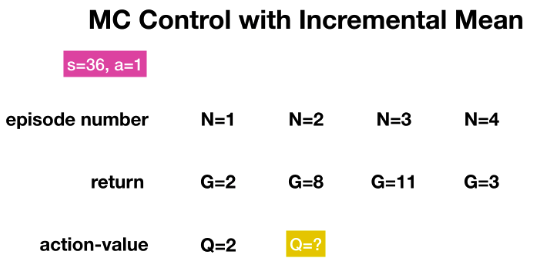 MC Control with Incremental Mean
s=36, a=1
episode number N=1 N=2 N=3 N=4
return G=2 G=8 G=11 G=3
action-value Q=2 Q=?